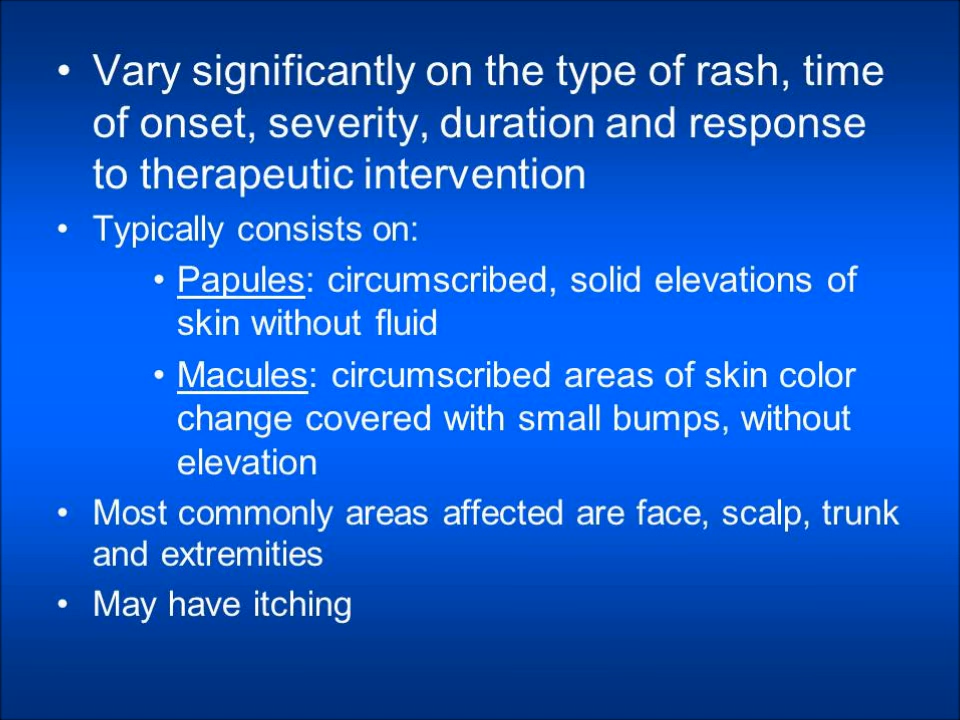 • Vary significantly on the type of rash, time
of onset, severity, duration and response
to therapeutic intervention
• Typically consists on:
• Papules: circumscribed, solid elevations of
skin without fluid
• Macules: circumscribed areas of skin color
change covered with small bumps, without
elevation
• Most commonly areas affected are face, scalp, trunk
and extremities
• May have itching